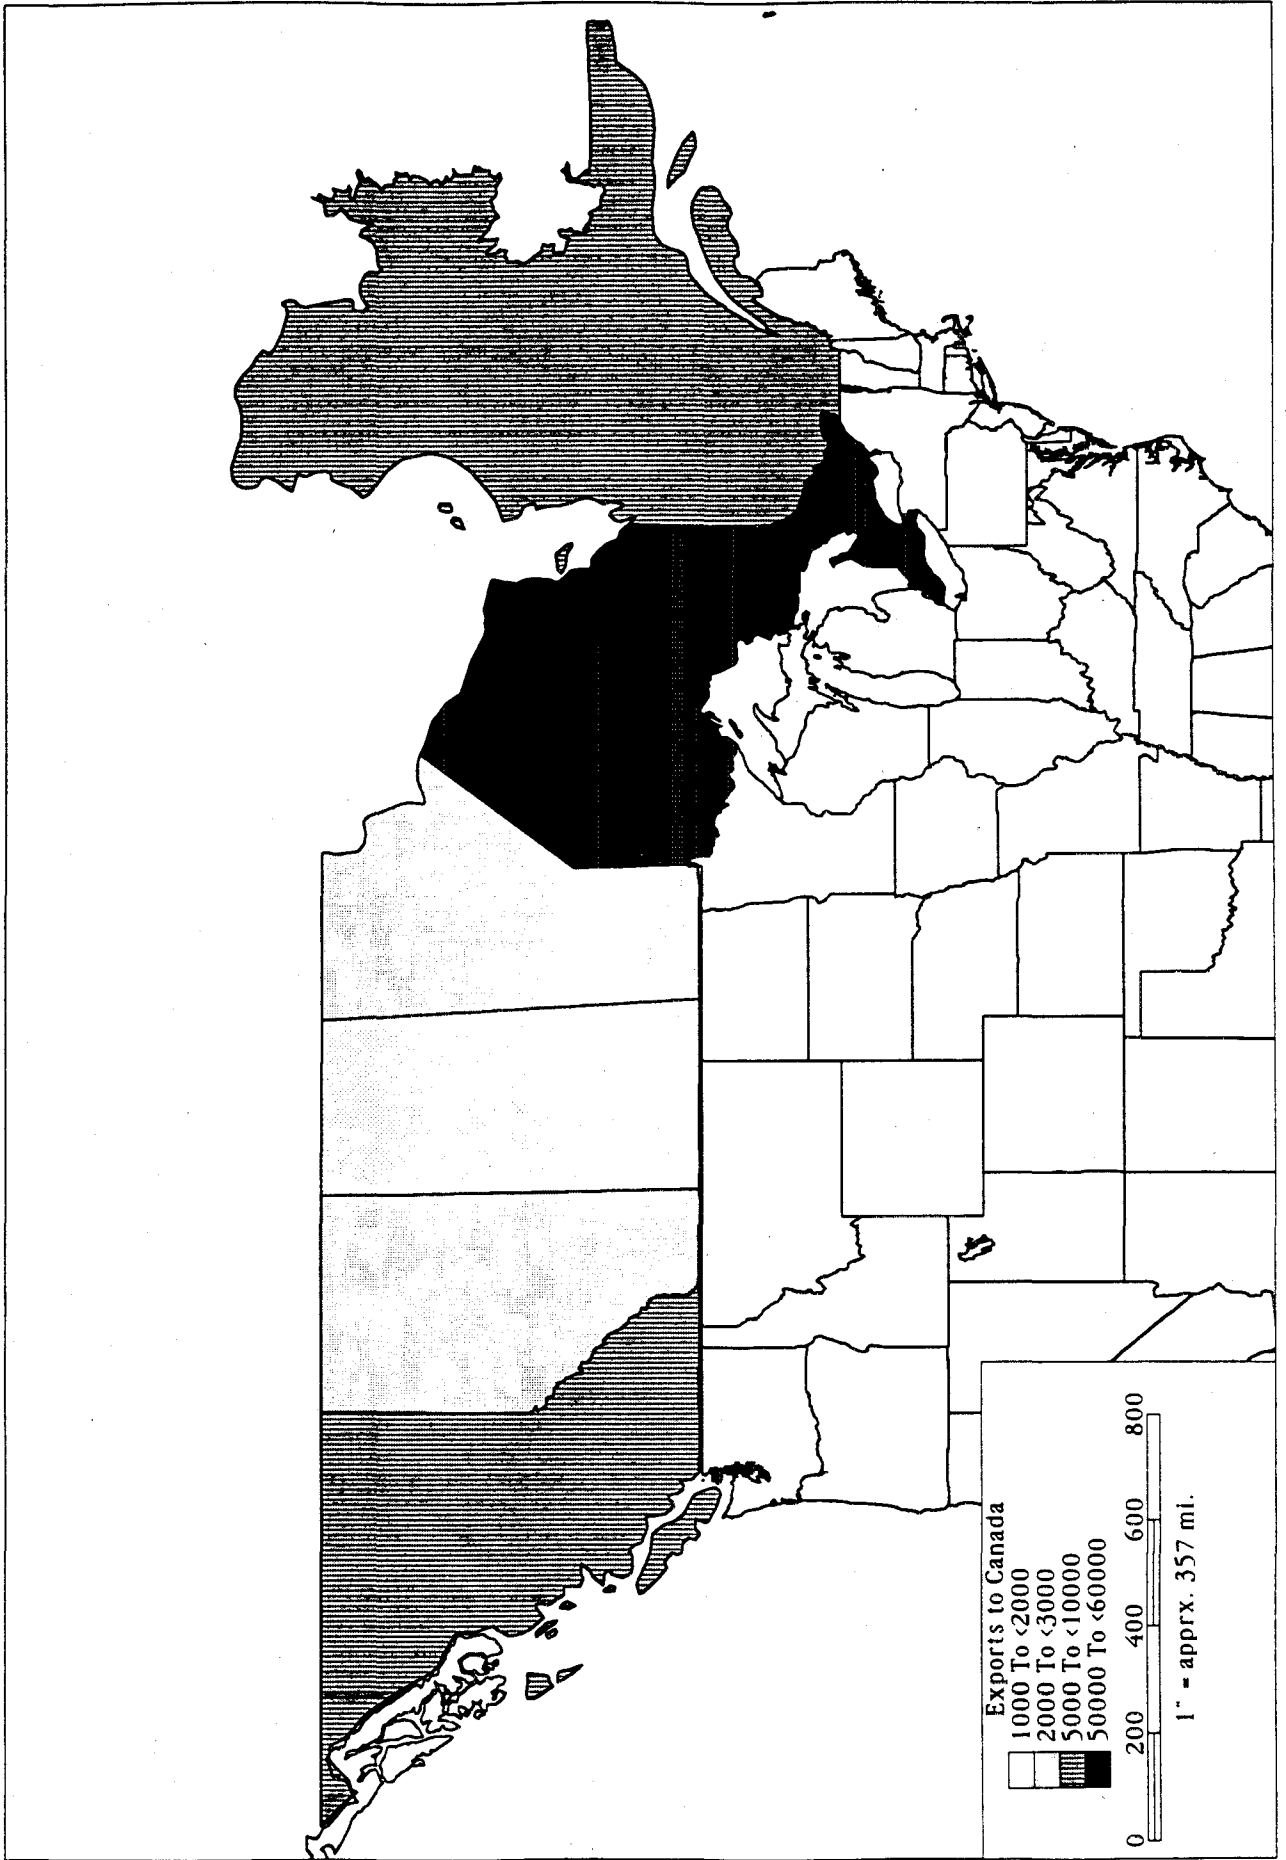 Exports to Canada
1000 To <2000
2000 To <3000
5000 To <10000
50000 To <60000
0 200 400 600 800
1" = apprx. 357 mi.